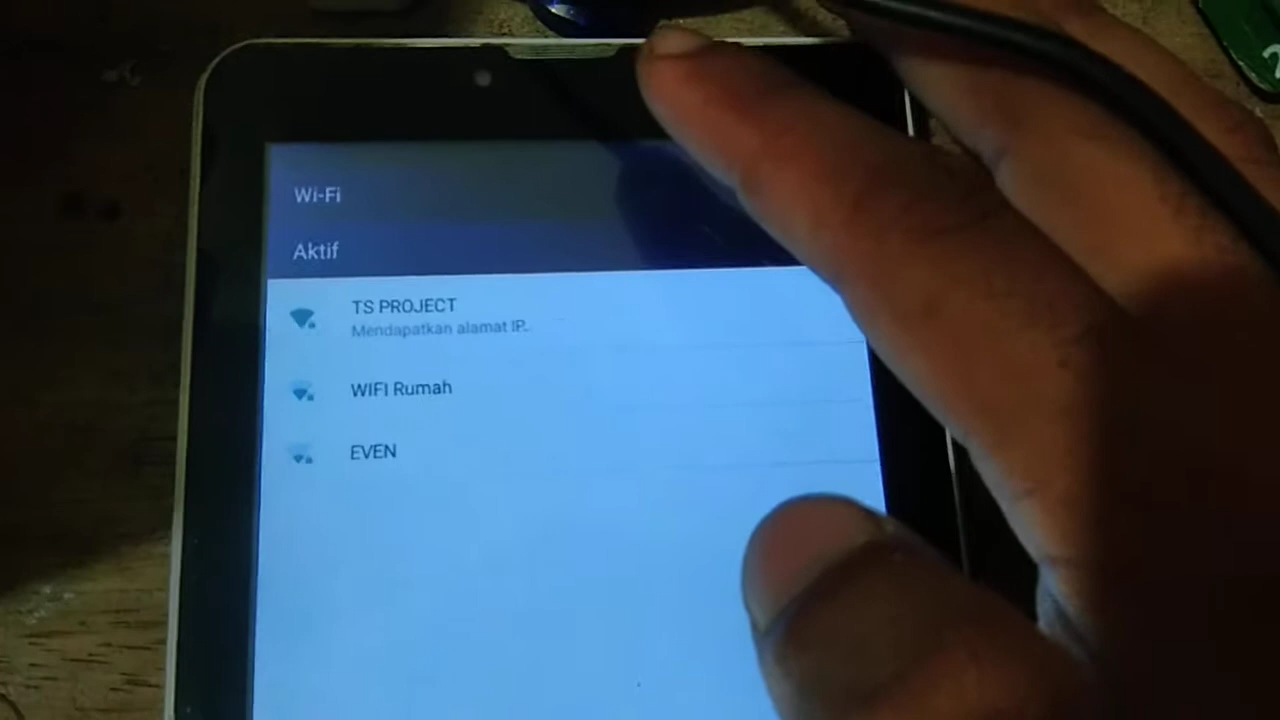 Wi-Fi
Aktif
TS PROJECT
Mendapatkan alamat IP..
WIFI Rumah
EVEN